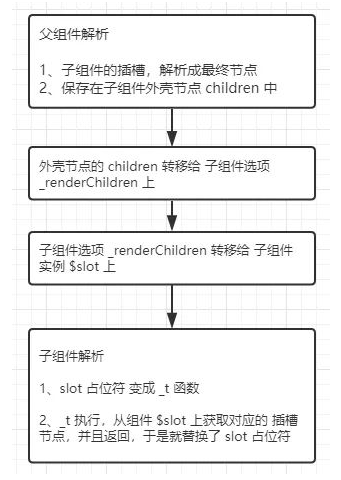 父组件解析
1、子组件的插槽，解析成最终节点
2、保存在子组件外壳节点 children 中
外壳节点的 children 转移给 子组件选项
_renderChildren 上
子组件选项 _renderChildren 转移给 子组件
实例 $slot 上
子组件解析
1、slot 占位符 变成 _t 函数
2、_t 执行，从组件 $slot 上获取对应的 插槽
节点，并且返回，于是就替换了 slot 占位符